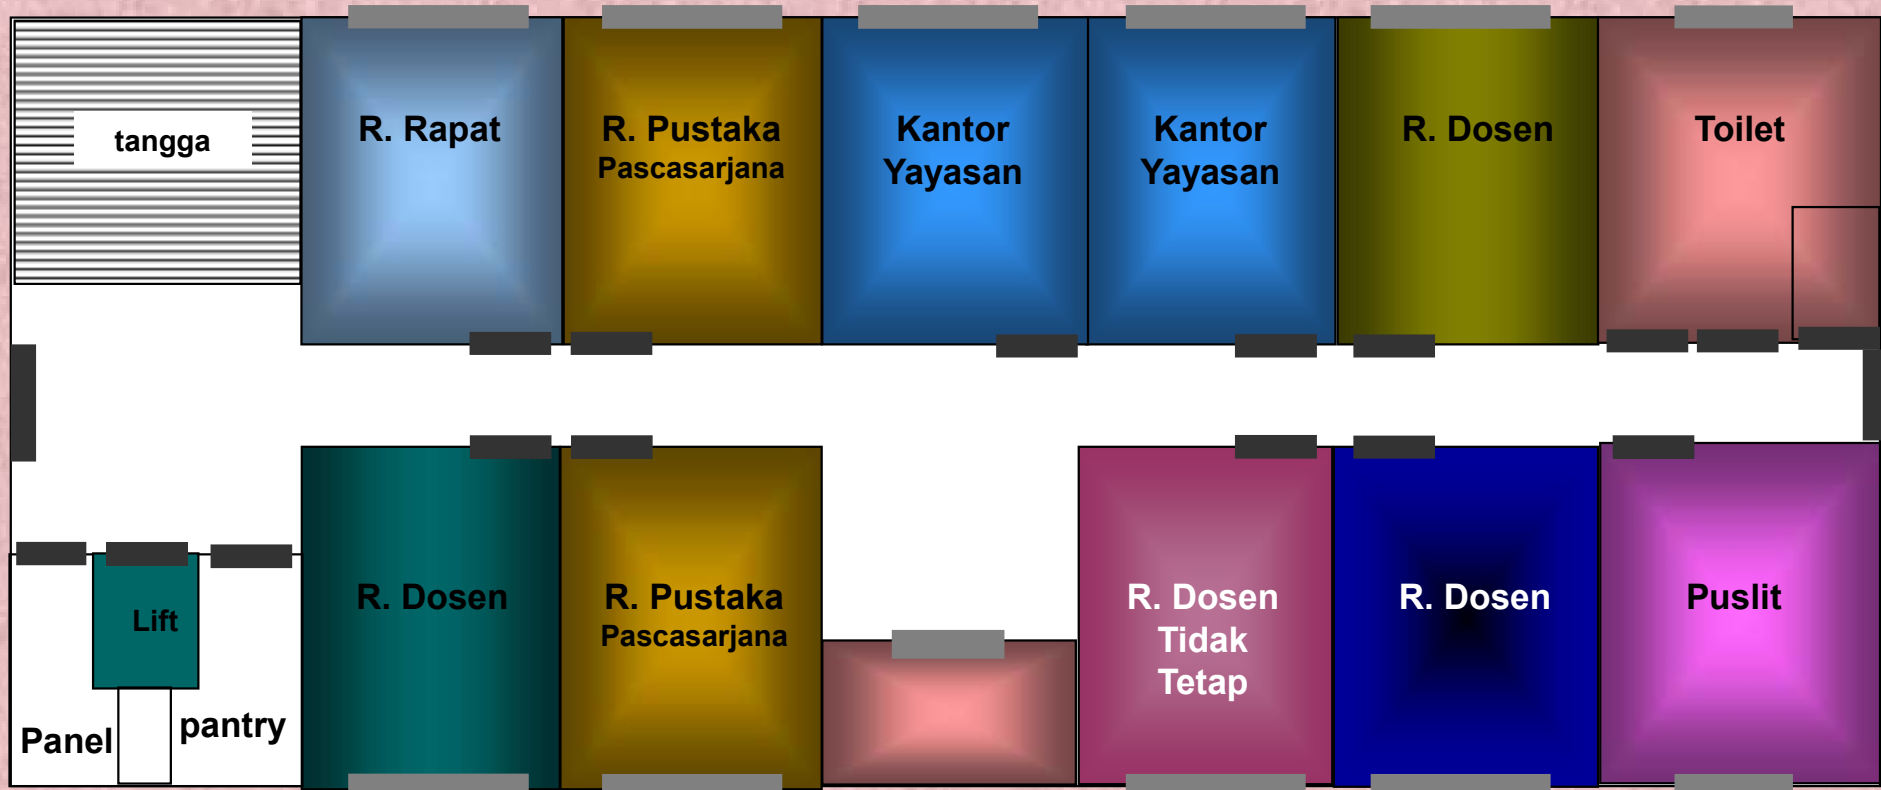 tangga
R. Rapat
R. Pustaka
Pascasarjana
Kantor
Yayasan
Kantor
Yayasan
R. Dosen
Toilet
Lift
Panel
pantry
R. Dosen
R. Pustaka
Pascasarjana
R. Dosen
Tidak
Tetap
R. Dosen
Puslit